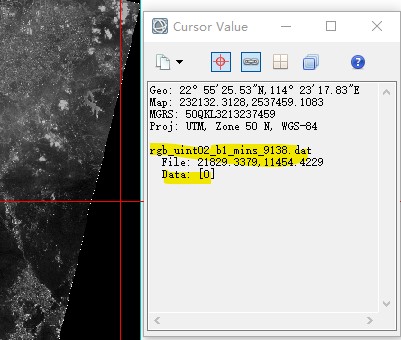 Cursor Value
Geo: 22° 55'25.53"N,114° 23'17.83"E
Map: 232132.3128,2537459.1083
MGRS: 50QKL3213237459
Proj: UTM, Zone 50 N, WGS-84
rgb_uint02_b1_mins_9138.dat
File: 21829.3379,11454.4229
Data: [0]